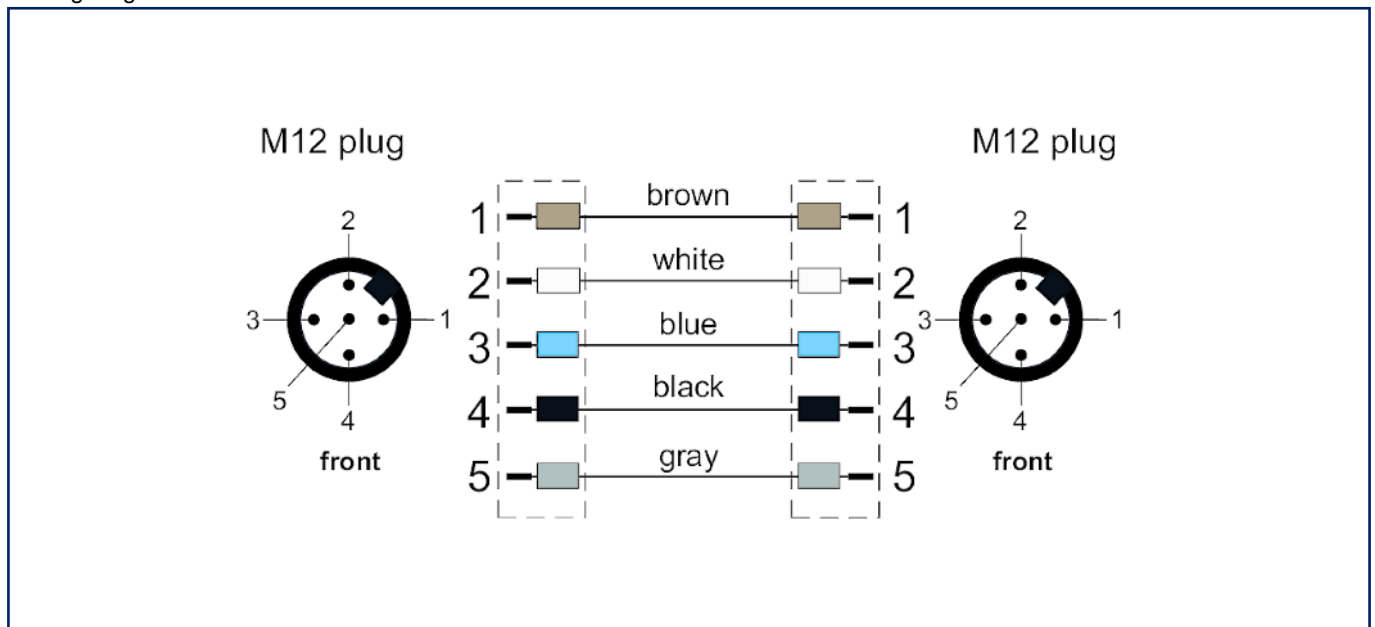 M12 plug
M12 plug
1 brown 1
2 white 2
3 blue 3
4 black 4
5 gray 5
2
3 1
5
4
front
2
3 1
5
4
front